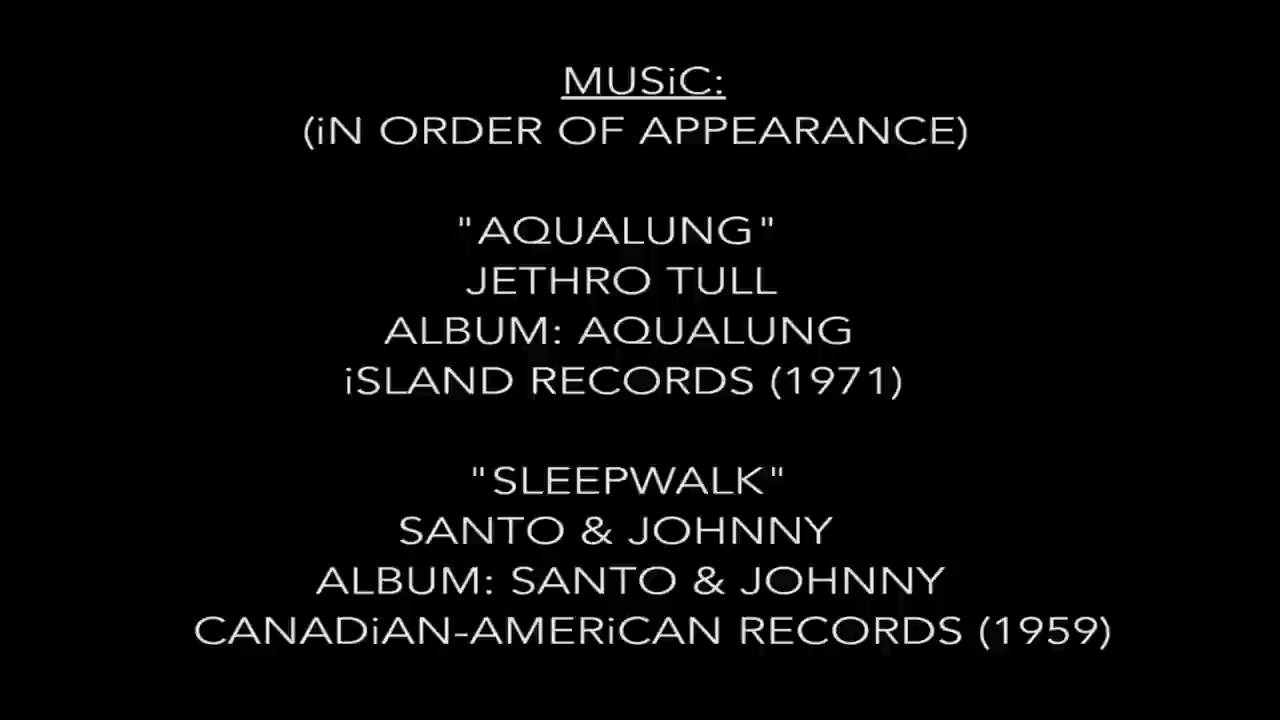 MUSiC:
(iN ORDER OF APPEARANCE)
"AQUALUNG"
JETHRO TULL
ALBUM: AQUALUNG
iSLAND RECORDS (1971)
"SLEEPWALK"
SANTO & JOHNNY
ALBUM: SANTO & JOHNNY
CANADiAN-AMERiCAN RECORDS (1959)